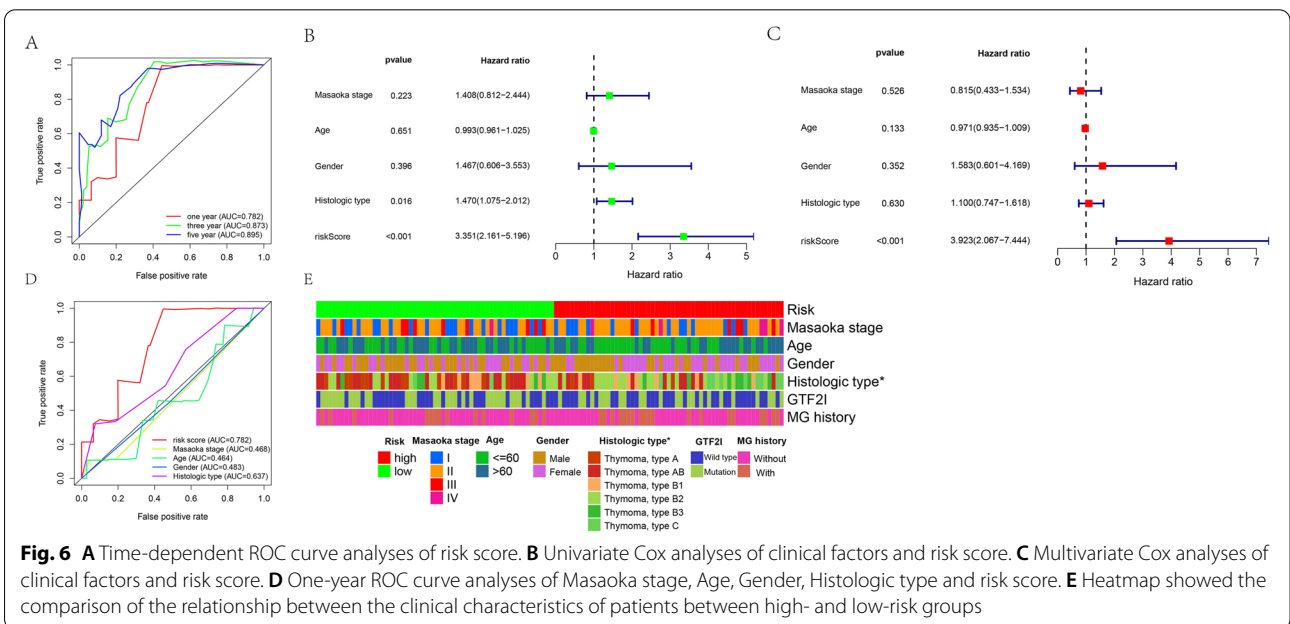 A
1.0
0.8
0.6
0.4
0.2
0.0
True positive rate
one year (AUC=0.782)
three year (AUC=0.873)
five year (AUC=0.895)
0.0 0.2 0.4 0.6 0.8 1.0
False positive rate
B
pvalue Hazard ratio
Masaoka stage 0.223 1.408(0.812−2.444)
Age 0.651 0.993(0.961−1.025)
Gender 0.396 1.467(0.606−3.553)
Histologic type 0.016 1.470(1.075−2.012)
riskScore <0.001 3.351(2.161−5.196)
0 1 2 3 4 5
Hazard ratio
C
pvalue Hazard ratio
Masaoka stage 0.526 0.815(0.433−1.534)
Age 0.133 0.971(0.935−1.009)
Gender 0.352 1.583(0.601−4.169)
Histologic type 0.630 1.100(0.747−1.618)
riskScore <0.001 3.923(2.067−7.444)
0 1 2 3 4 5 6 7
Hazard ratio
D
1.0
0.8
0.6
0.4
0.2
0.0
True positive rate
risk score (AUC=0.782)
Masaoka stage (AUC=0.468)
Age (AUC=0.464)
Gender (AUC=0.483)
Histologic type (AUC=0.637)
0.0 0.2 0.4 0.6 0.8 1.0
False positive rate
E
Risk
Masaoka stage
Age
Gender
Histologic type*
GTF2I
MG history
Risk
high
low
Masaoka stage
I
II
III
IV
Age
<=60
>60
Gender
Male
Female
Histologic type*
Thymoma, type A
Thymoma, type AB
Thymoma, type B1
Thymoma, type B2
Thymoma, type B3
Thymoma, type C
GTF2I
Wild type
Mutation
MG history
Without
With
Fig. 6 A Time-dependent ROC curve analyses of risk score. B Univariate Cox analyses of clinical factors and risk score. C Multivariate Cox analyses of
clinical factors and risk score. D One-year ROC curve analyses of Masaoka stage, Age, Gender, Histologic type and risk score. E Heatmap showed the
comparison of the relationship between the clinical characteristics of patients between high- and low-risk groups